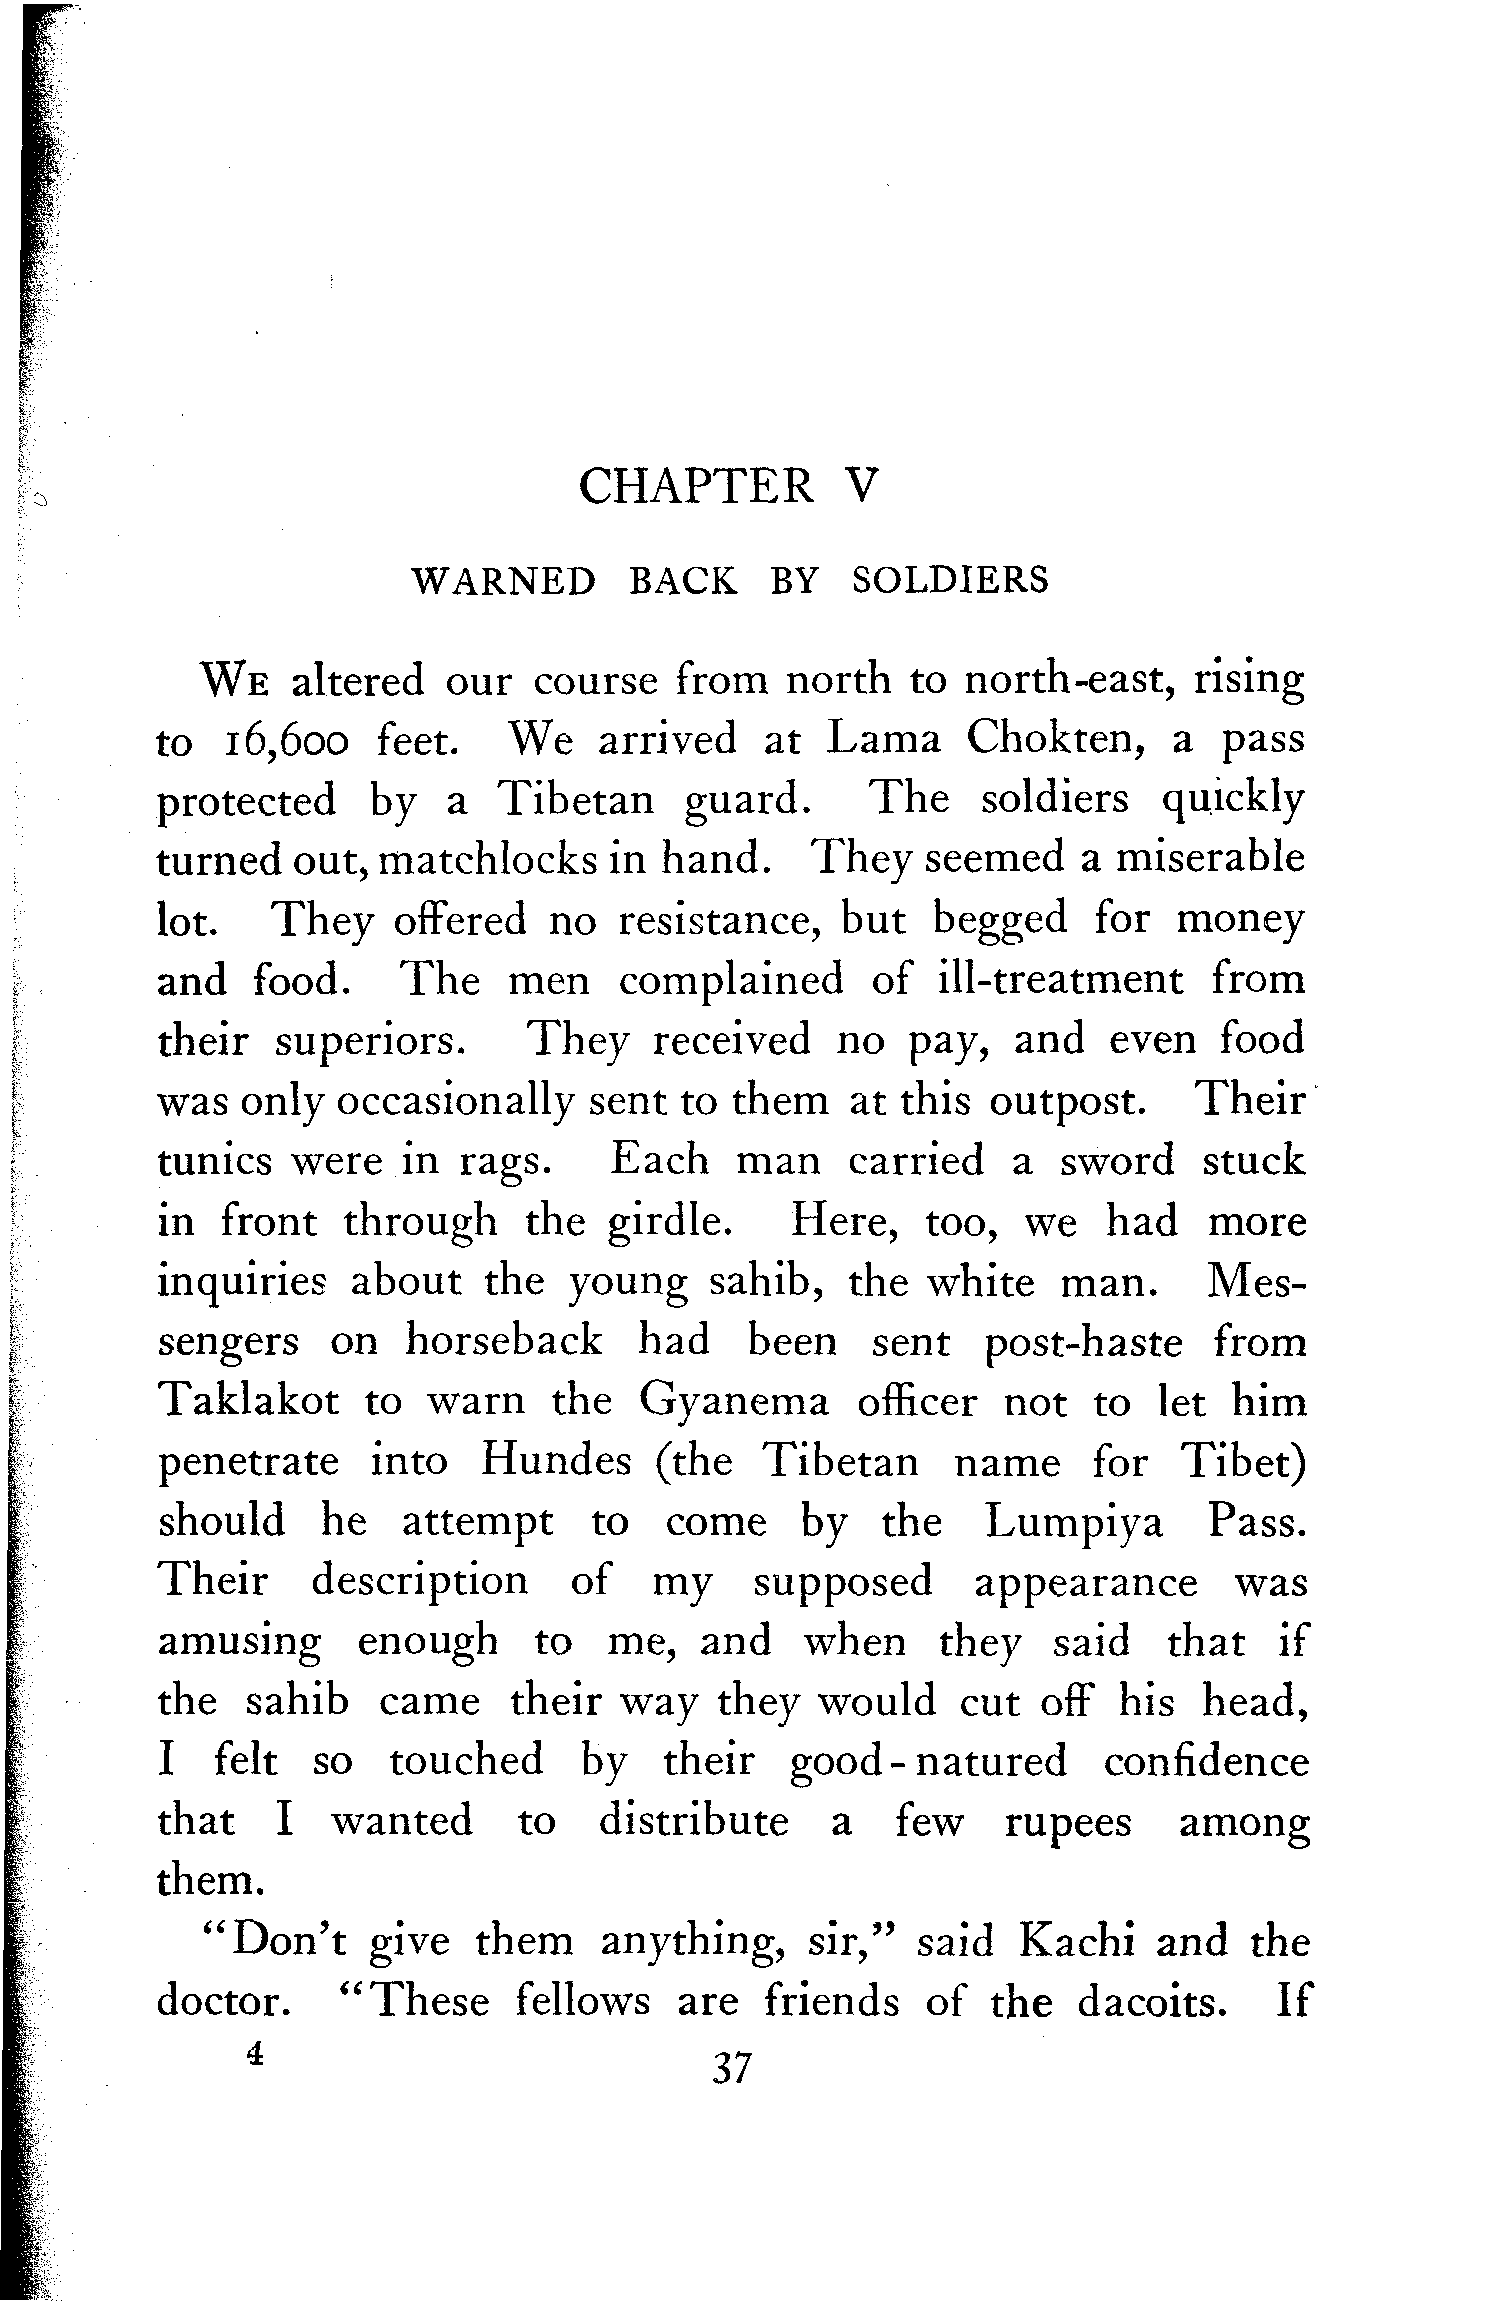 CHAPTER V
WARNED BACK BY SOLDIERS
WE altered our course from north to north-east, rising
to 16,600 feet. We arrived at Lama Chokten, a pass
protected by a Tibetan guard. The soldiers quickly
turned out, matchlocks in hand. They seemed a miserable
lot. They offered no resistance, but begged for money
and food. The men complained of ill-treatment from
their superiors. They received no pay, and even food
was only occasionally sent to them at this outpost. Their
tunics were in rags. Each man carried a sword stuck
in front through the girdle. Here, too, we had more
inquiries about the young sahib, the white man. Mes-
sengers on horseback had been sent post-haste from
Taklakot to warn the Gyanema officer not to let him
penetrate into Hundes (the Tibetan name for Tibet)
should he attempt to come by the Lumpiya Pass.
Their description of my supposed appearance was
amusing enough to me, and when they said that if
the sahib came their way they would cut off his head,
I felt so touched by their good-natured confidence
that I wanted to distribute a few rupees among
them.
"Don't give them anything, sir," said Kachi and the
doctor. "These fellows are friends of the dacoits. If
4 37